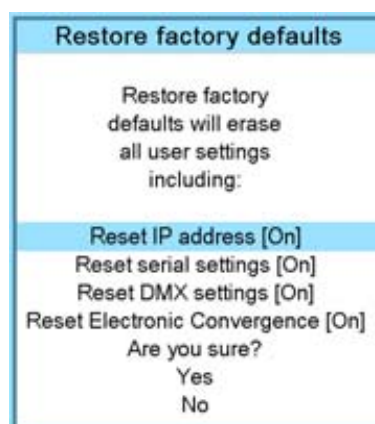 Restore factory defaults
Restore factory
defaults will erase
all user settings
including:
Reset IP address [On]
Reset serial settings [On]
Reset DMX settings [On]
Reset Electronic Convergence [On]
Are you sure?
Yes
No